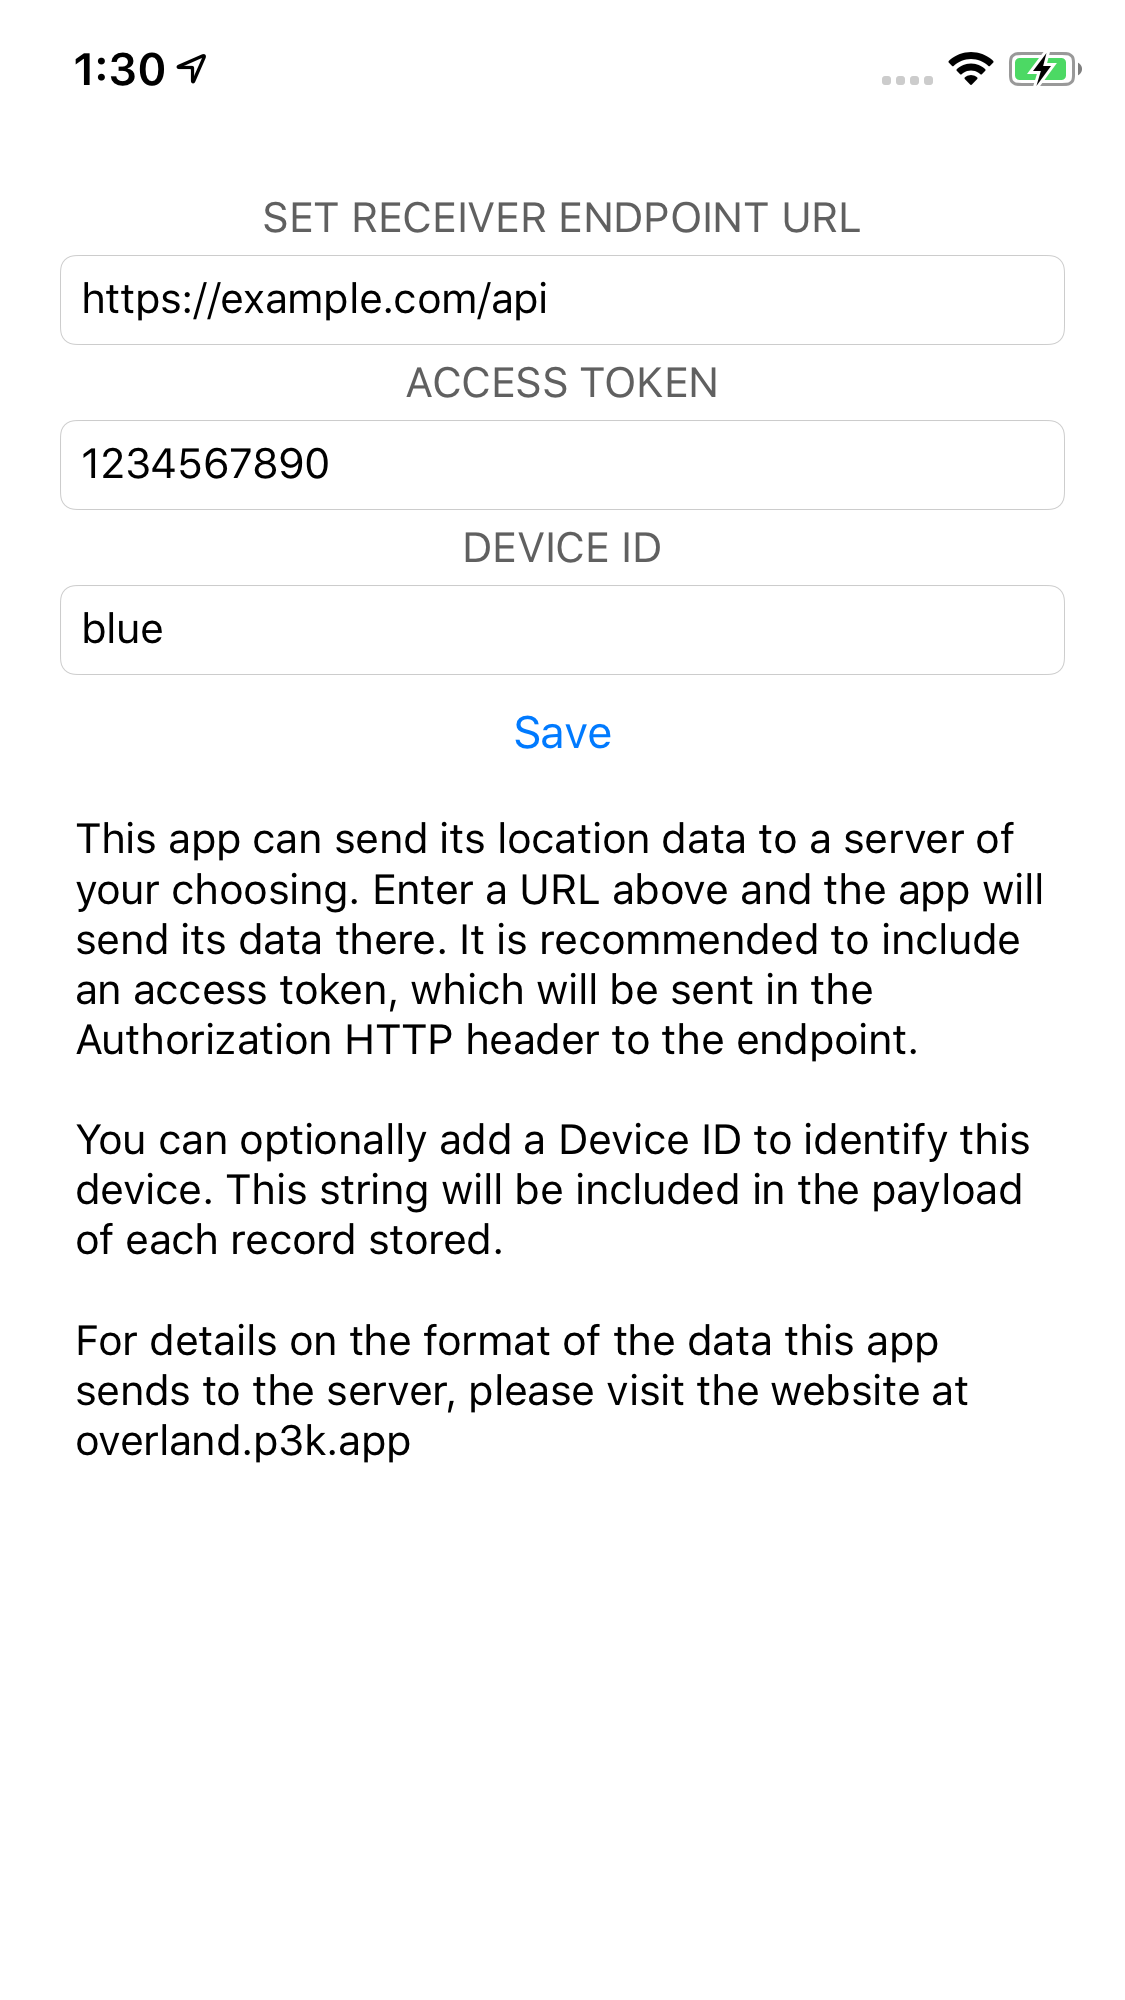 1:30
SET RECEIVER ENDPOINT URL
https://example.com/api
ACCESS TOKEN
1234567890
DEVICE ID
blue
Save
This app can send its location data to a server of
your choosing. Enter a URL above and the app will
send its data there. It is recommended to include
an access token, which will be sent in the
Authorization HTTP header to the endpoint.
You can optionally add a Device ID to identify this
device. This string will be included in the payload
of each record stored.
For details on the format of the data this app
sends to the server, please visit the website at
overland.p3k.app